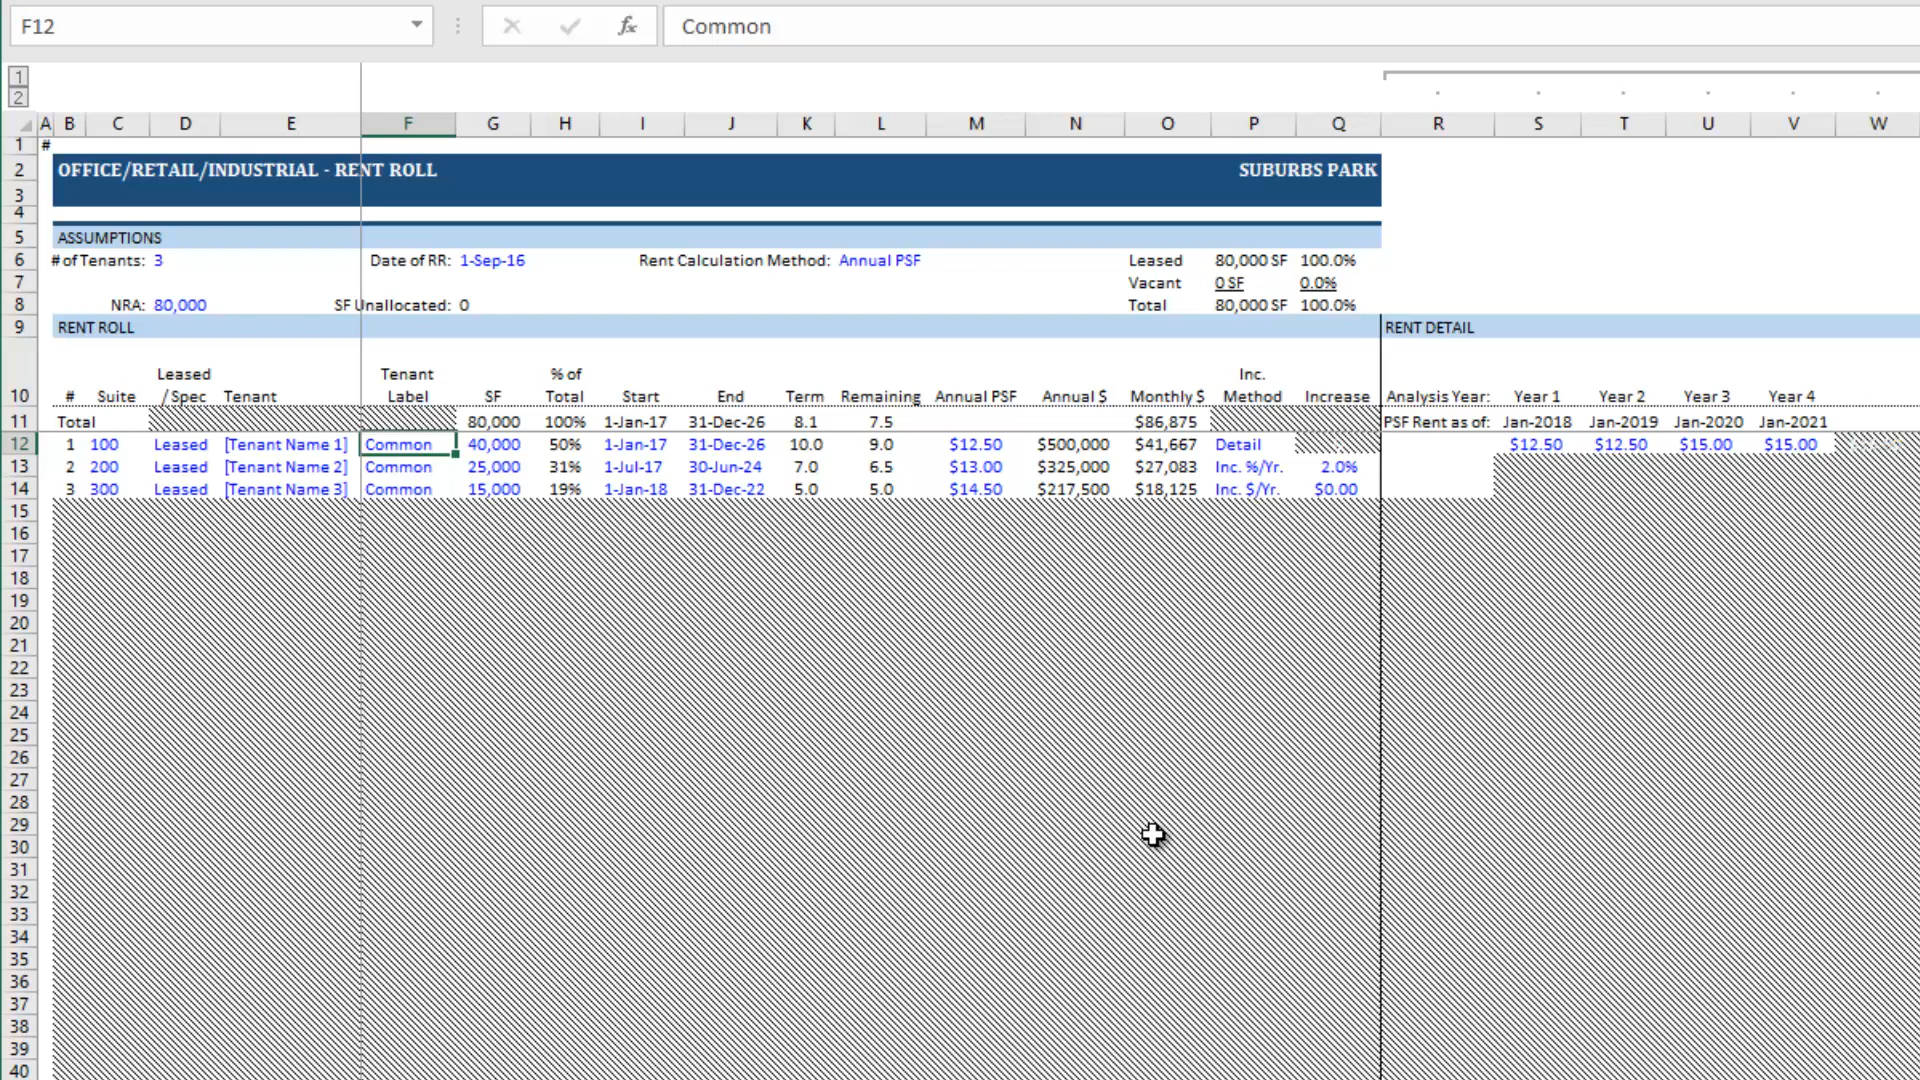 F12 fx Common
1
2
A B C D E F G H I J K L M N O P Q R S T U V W
1 #
2 OFFICE/RETAIL/INDUSTRIAL - RENT ROLL SUBURBS PARK
3
4
5 ASSUMPTIONS
6 # of Tenants: 3 Date of RR: 1-Sep-16 Rent Calculation Method: Annual PSF Leased 80,000 SF 100.0%
7 Vacant 0 SF 0.0%
8 NRA: 80,000 SF Unallocated: 0 Total 80,000 SF 100.0%
9 RENT ROLL RENT DETAIL
Leased Tenant % of Inc.
10 # Suite / Spec Tenant Label SF Total Start End Term Remaining Annual PSF Annual $ Monthly $ Method Increase Analysis Year: Year 1 Year 2 Year 3 Year 4
11 Total 80,000 100% 1-Jan-17 31-Dec-26 8.1 7.5 $86,875 PSF Rent as of: Jan-2018 Jan-2019 Jan-2020 Jan-2021
12 1 100 Leased [Tenant Name 1] Common 40,000 50% 1-Jan-17 31-Dec-26 10.0 9.0 $12.50 $500,000 $41,667 Detail $12.50 $12.50 $15.00 $15.00
13 2 200 Leased [Tenant Name 2] Common 25,000 31% 1-Jul-17 30-Jun-24 7.0 6.5 $13.00 $325,000 $27,083 Inc. %/Yr. 2.0%
14 3 300 Leased [Tenant Name 3] Common 15,000 19% 1-Jan-18 31-Dec-22 5.0 5.0 $14.50 $217,500 $18,125 Inc. $/Yr. $0.00
15
16
17
18
19
20
21
22
23
24
25
26
27
28
29
30
31
32
33
34
35
36
37
38
39
40